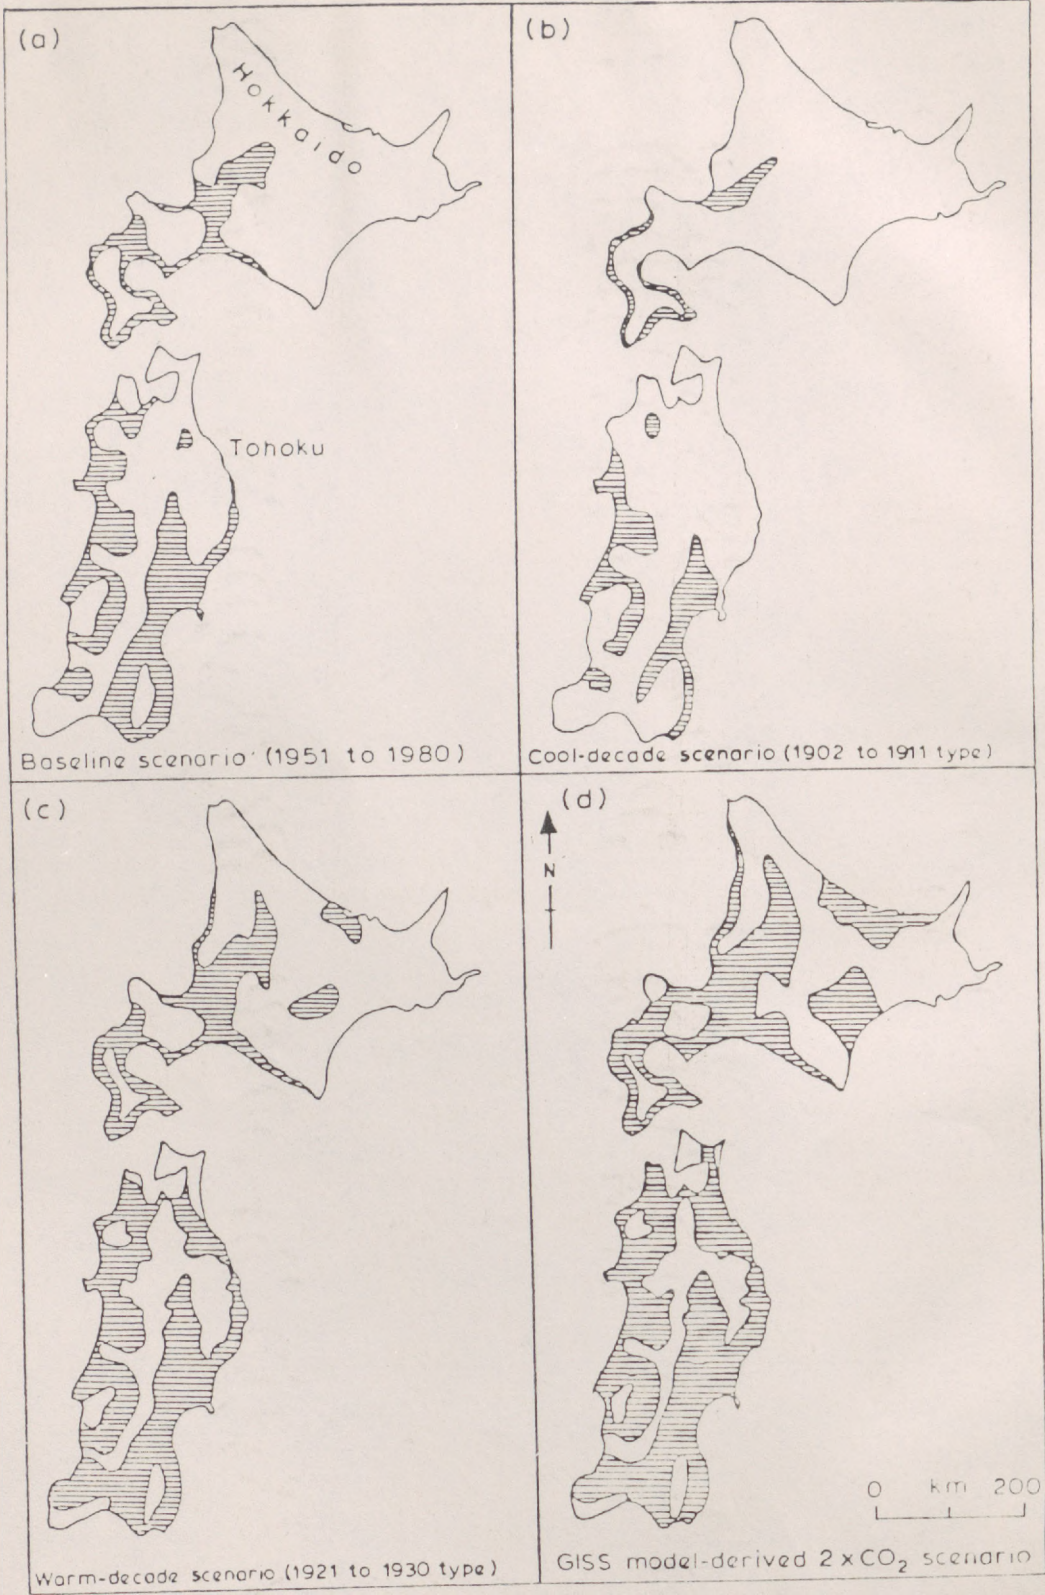 (a)
Hokkaido
Tohoku
Baseline scenario (1951 to 1980)
(b)
Cool-decade scenario (1902 to 1911 type)
(c)
Warm-decade scenario (1921 to 1930 type)
(d)
N
0 km 200
GISS model-derived 2 x CO₂ scenario